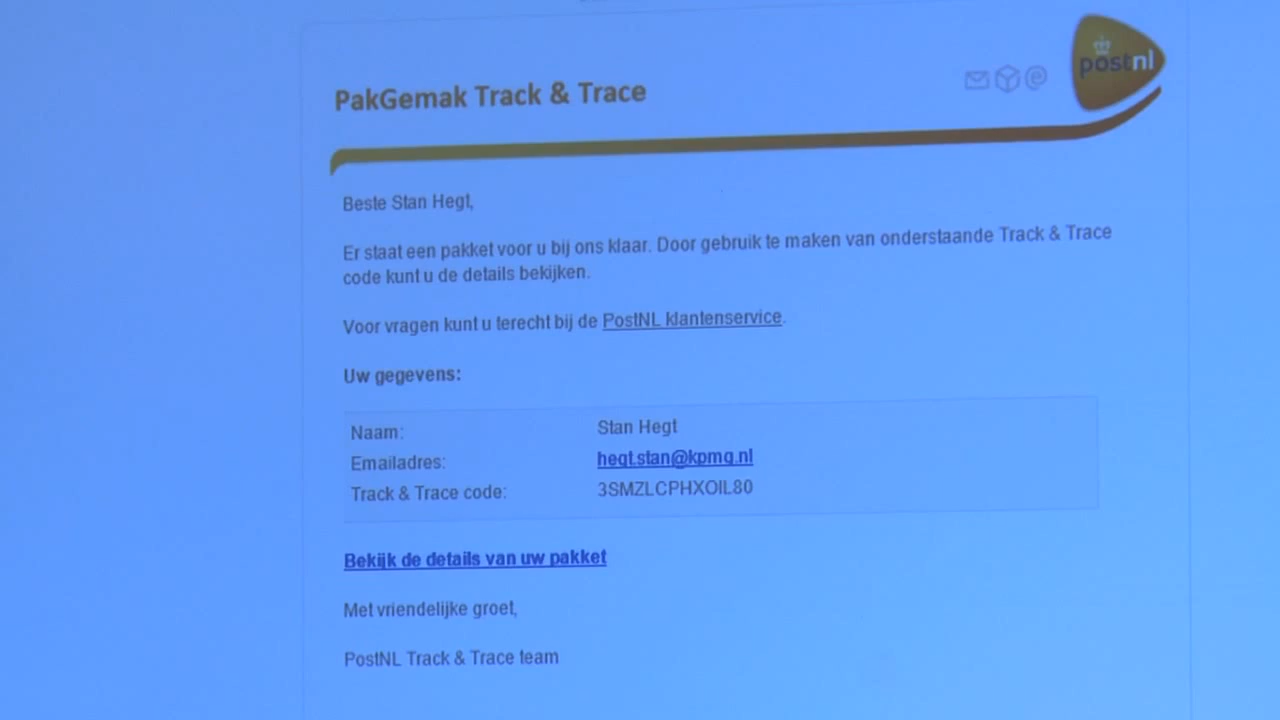 postnl
PakGemak Track & Trace
Beste Stan Hegt,
Er staat een pakket voor u bij ons klaar. Door gebruik te maken van onderstaande Track & Trace
code kunt u de details bekijken.
Voor vragen kunt u terecht bij de PostNL klantenservice.
Uw gegevens:
Naam: Stan Hegt
Emailadres: hegt.stan@kpmg.nl
Track & Trace code: 3SMZLCPHXOIL80
Bekijk de details van uw pakket
Met vriendelijke groet,
PostNL Track & Trace team